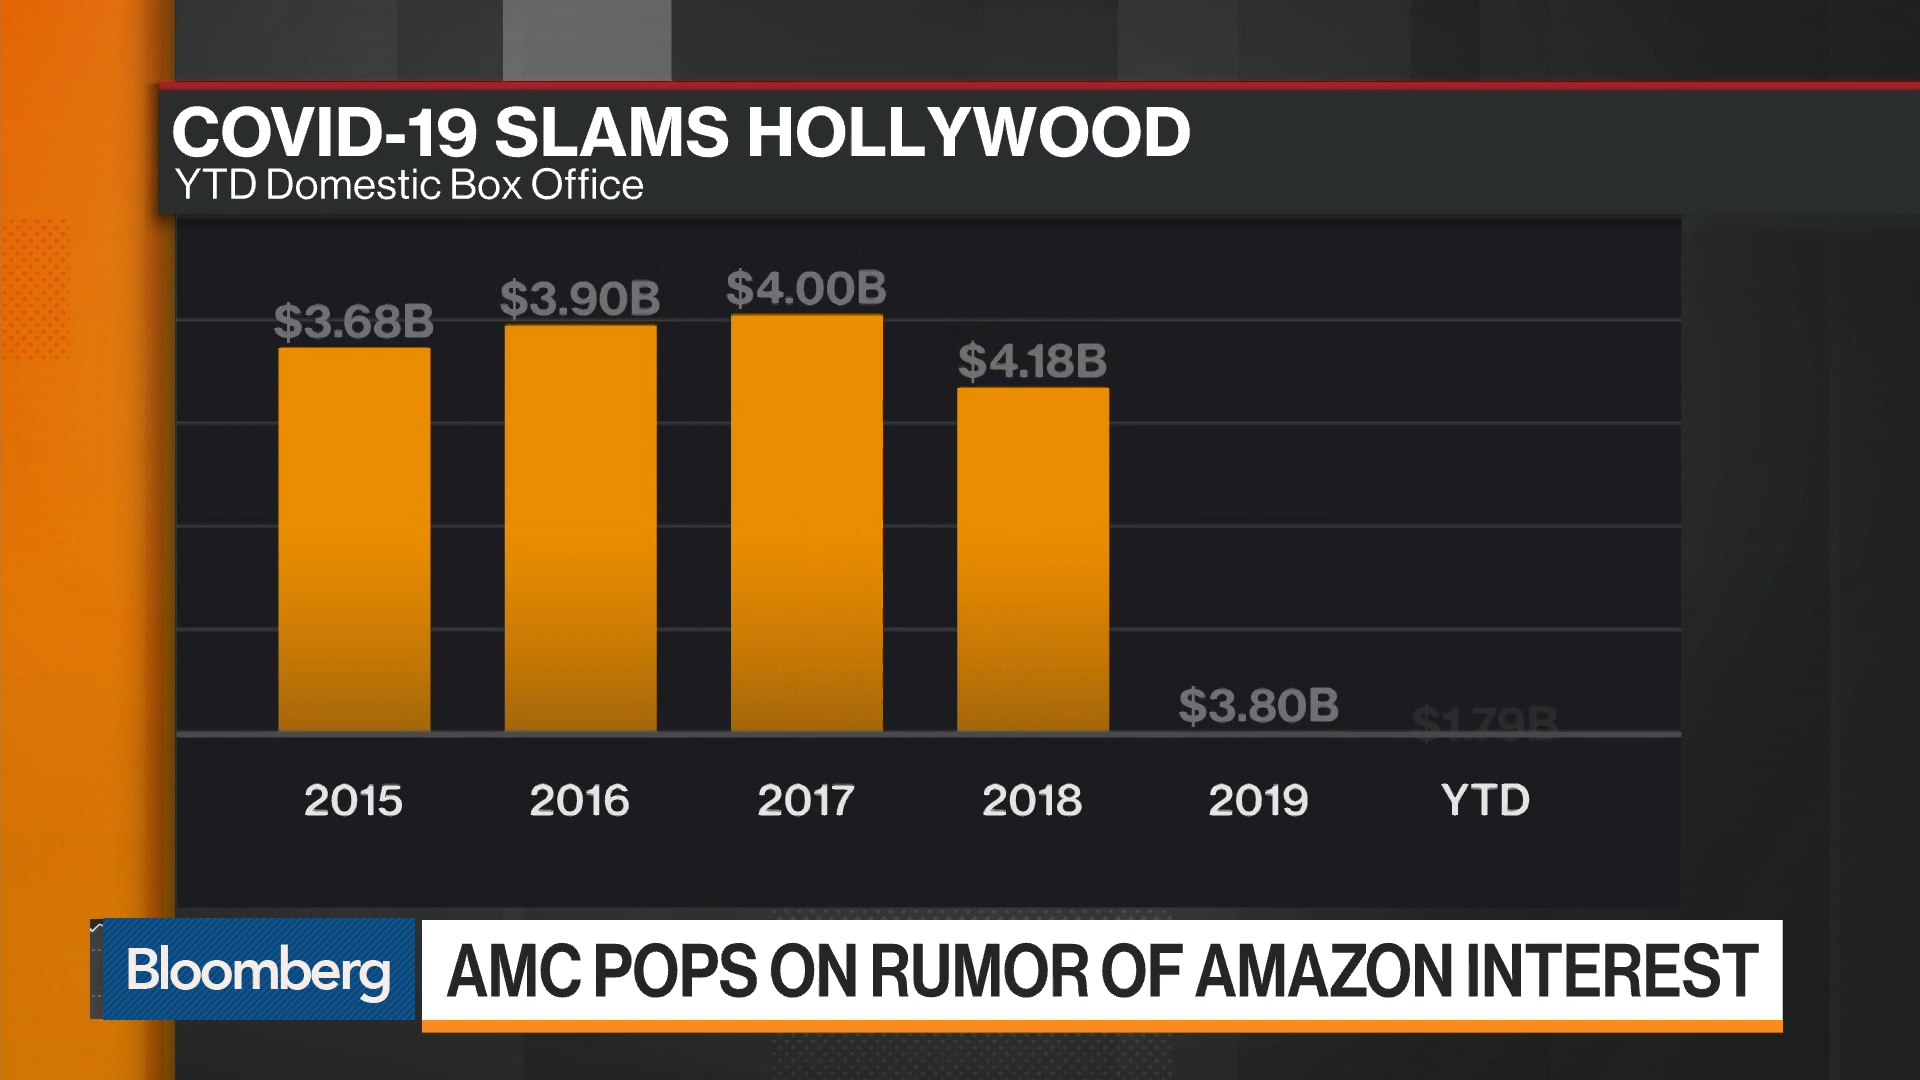 COVID-19 SLAMS HOLLYWOOD
YTD Domestic Box Office
$3.68B
$3.90B
$4.00B
$4.18B
$3.80B
$1.79B
2015
2016
2017
2018
2019
YTD
Bloomberg
AMC POPS ON RUMOR OF AMAZON INTEREST